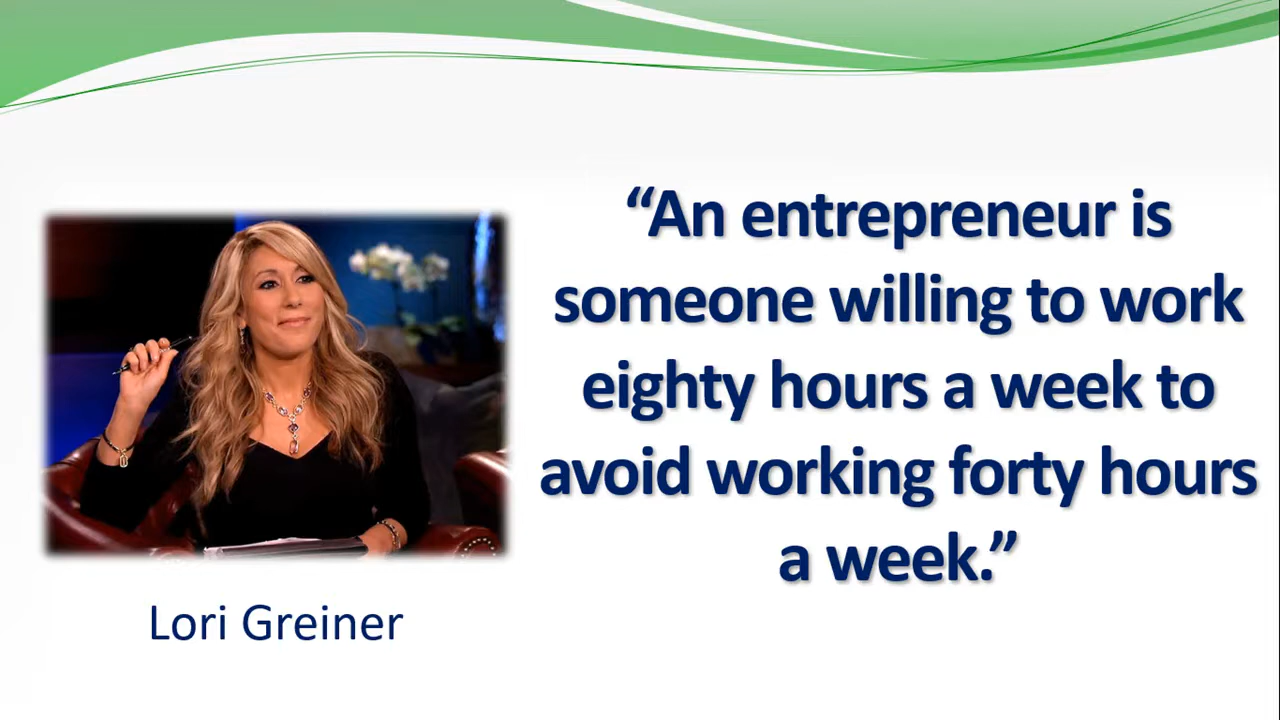 “An entrepreneur is
someone willing to work
eighty hours a week to
avoid working forty hours
a week.”
Lori Greiner